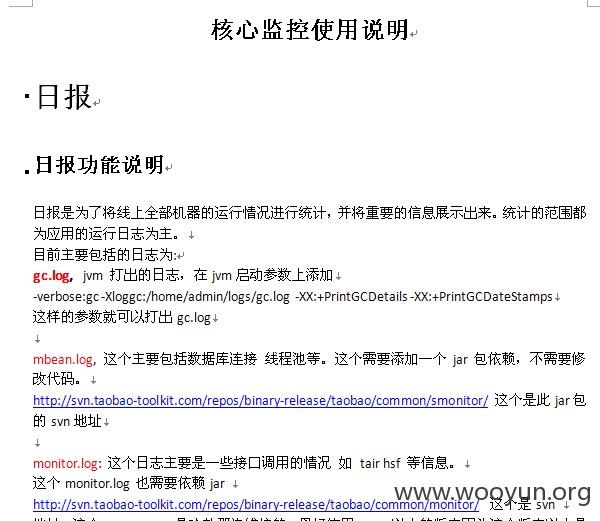 核心监控使用说明
日报
日报功能说明
日报是为了将线上全部机器的运行情况进行统计，并将重要的信息展示出来。统计的范围都
为应用的运行日志为主。
目前主要包括的日志为:
gc.log，jvm 打出的日志，在 jvm 启动参数上添加
-verbose:gc -Xloggc:/home/admin/logs/gc.log -XX:+PrintGCDetails -XX:+PrintGCDateStamps
这样的参数就可以打出 gc.log
mbean.log, 这个主要包括数据库连接 线程池等。这个需要添加一个 jar 包依赖，不需要修
改代码。
http://svn.taobao-toolkit.com/repos/binary-release/taobao/common/smonitor/ 这个是此 jar 包
的 svn 地址
monitor.log: 这个日志主要是一些接口调用的情况 如 tair hsf 等信息。
这个 monitor.log 也需要依赖 jar
http://svn.taobao-toolkit.com/repos/binary-release/taobao/common/monitor/ 这个是 svn
www.wooyun.org